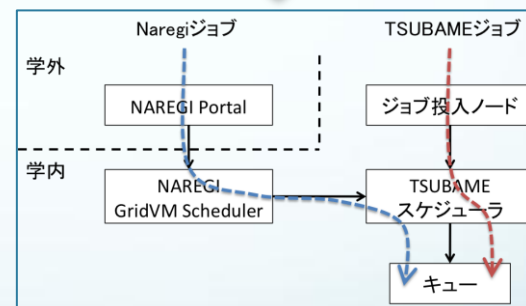 Naregiジョブ
TSUBAMEジョブ
学外
NAREGI Portal
ジョブ投入ノード
学内
NAREGI
GridVM Scheduler
TSUBAME
スケジューラ
キュー